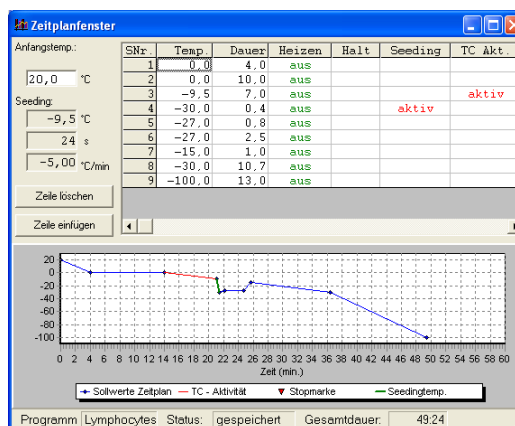 Zeitplanfenster
Anfangstemp.:
20,0 °C
Seeding:
-9,5 °C
24 s
-5,00 °C/min
Zeile löschen
Zeile einfügen
SNr. Temp. Dauer Heizen Halt Seeding TC Akt.
1 0,0 4,0 aus
2 0,0 10,0 aus
3 -9,5 7,0 aus aktiv
4 -30,0 0,4 aus aktiv
5 -27,0 0,8 aus
6 -27,0 2,5 aus
7 -15,0 1,0 aus
8 -30,0 10,7 aus
9 -100,0 13,0 aus
20
0
-20
-40
-60
-80
-100
0 2 4 6 8 10 12 14 16 18 20 22 24 26 28 30 32 34 36 38 40 42 44 46 48 50 52 54 56 58 60
Zeit (min.)
Sollwerte Zeitplan TC - Aktivität Stopmarke Seedingtemp.
Programm Lymphocytes Status: gespeichert Gesamtdauer: 49:24